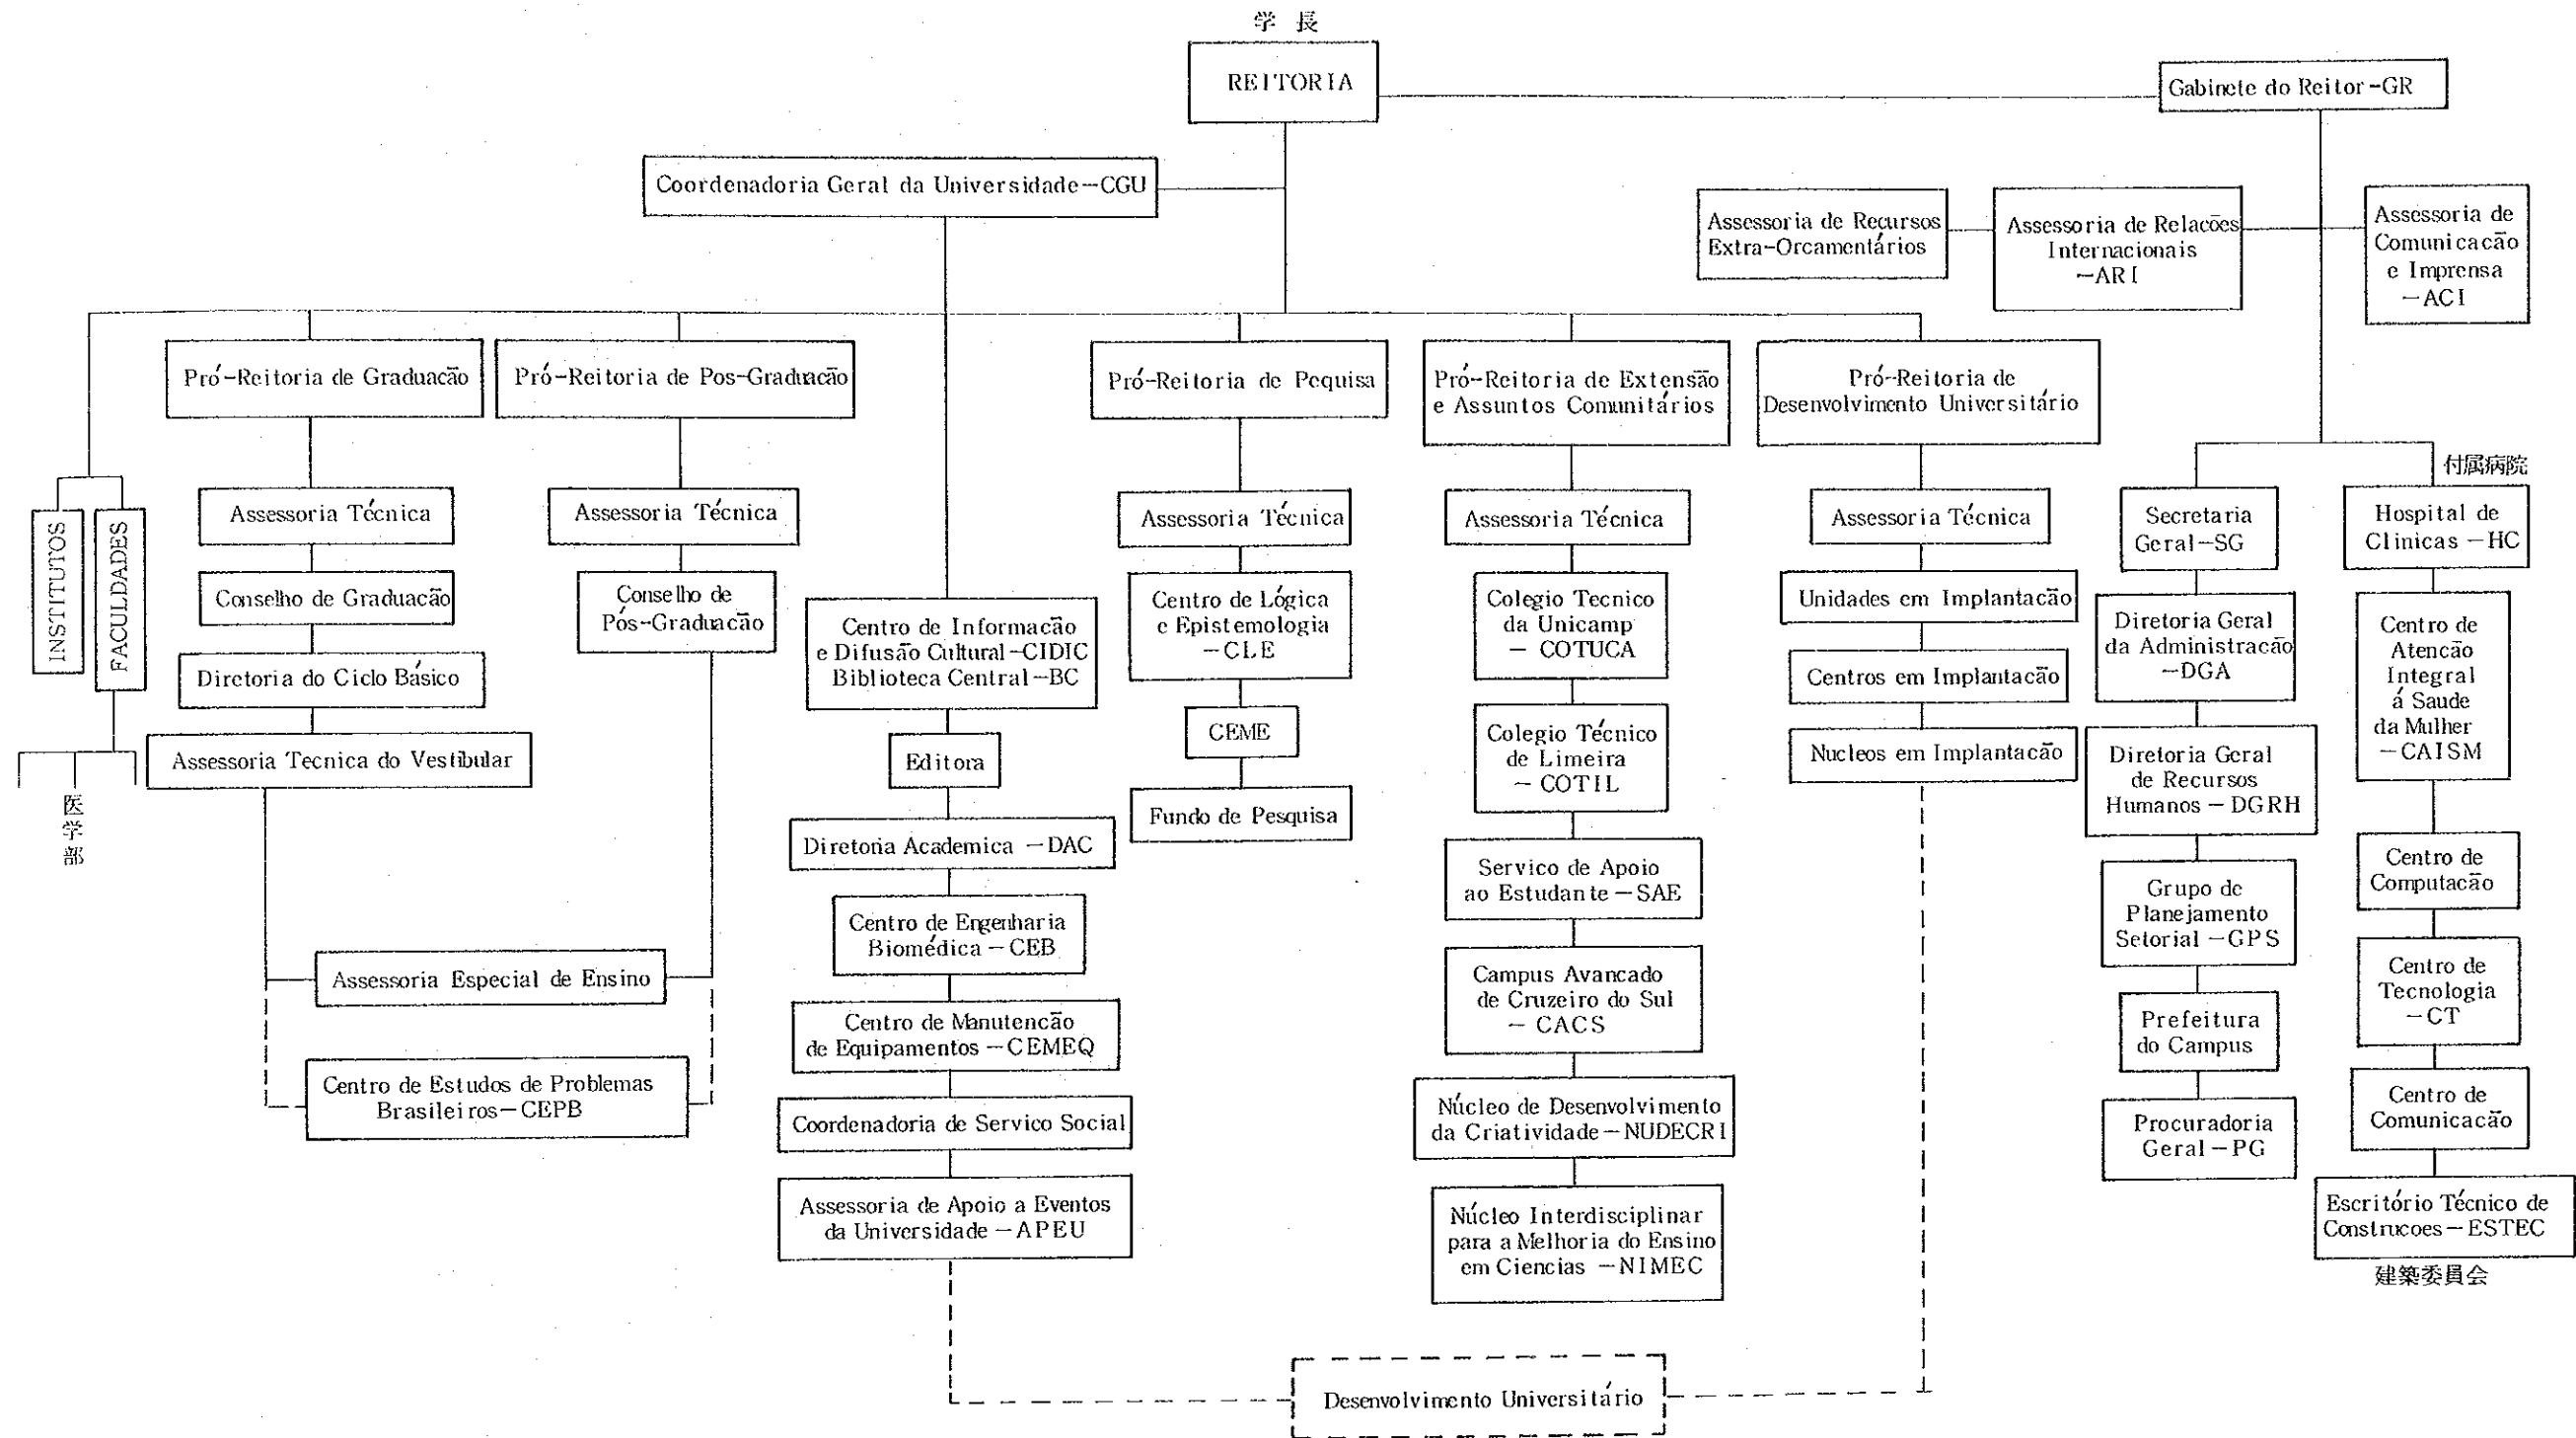 学長
REITORIA
Gabinete do Reitor-GR
Coordenadoria Geral da Universidade-CGU
Assessoria de Recursos
Extra-Orcamentários
Assessoria de Relacões
Internacionais
-ARI
Assessoria de
Comunicacão
e Imprensa
-ACI
Pró-Reitoria de Graduacão
Pró-Reitoria de Pos-Graduacão
Pró-Reitoria de Pequisa
Pró-Reitoria de Extensão
e Assuntos Comunitários
Pró-Reitoria de
Desenvolvimento Universitário
INSTITUTOS
FACULDADES
医学部
Assessoria Técnica
Conselho de Graduacão
Diretoria do Ciclo Básico
Assessoria Tecnica do Vestibular
Assessoria Técnica
Conselho de
Pós-Graduacão
Assessoria Especial de Ensino
Centro de Estudos de Problemas
Brasileiros-CEPB
Centro de Informacão
e Difusão Cultural-CIDIC
Biblioteca Central-BC
Editora
Diretoria Academica -DAC
Centro de Engenharia
Biomédica-CEB
Centro de Manutencão
de Equipamentos-CEMEQ
Coordenadoria de Servico Social
Assessoria de Apoio a Eventos
da Universidade-APEU
Assessoria Técnica
Centro de Lógica
e Epistemologia
-CLE
CEME
Fundo de Pesquisa
Assessoria Técnica
Colegio Tecnico
da Unicamp
- COTUCA
Colegio Técnico
de Limeira
- COTIL
Servico de Apoio
ao Estudante-SAE
Campus Avancado
de Cruzeiro do Sul
- CACS
Núcleo de Desenvolvimento
da Criatividade-NUDECRI
Núcleo Interdisciplinar
para a Melhoria do Ensino
em Ciencias -NIMEC
Assessoria Técnica
Unidades em Implantacão
Centros em Implantacão
Nucleos em Implantacão
Desenvolvimento Universitário
Secretaria
Geral-SG
Diretoria Geral
da Administracão
-DGA
Diretoria Geral
de Recursos
Humanos-DGRH
Grupo de
Planejamento
Setorial-GPS
Prefeitura
do Campus
Procuradoria
Geral-PG
付属病院
Hospital de
Clinicas-HC
Centro de
Atencão
Integral
á Saude
da Mulher
-CAISM
Centro de
Computacão
Centro de
Tecnologia
-CT
Centro de
Comunicacão
Escritório Técnico de
Construcoes-ESTEC
建築委員会